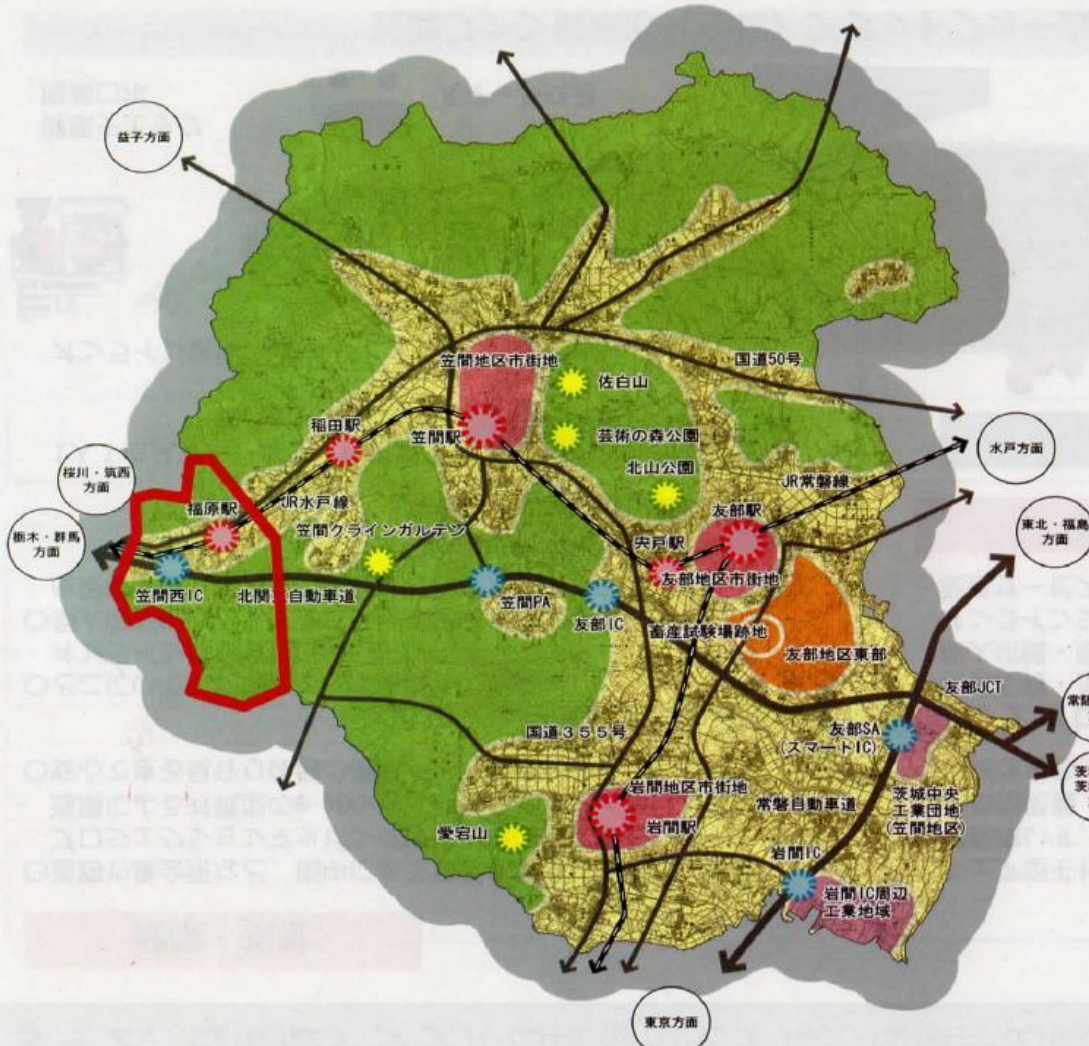 益子方面
国道50号
笠間地区市街地
佐白山
稲田駅
笠間駅
芸術の森公園
水戸方面
北山公園
桜川・筑西
方面
福原駅
JR水戸線
JR常磐線
友部駅
笠間クラインガルテン
宍戸駅
東北・福島
方面
栃木・群馬
方面
友部地区市街地
笠間西IC
北関東自動車道
笠間PA
友部IC
畜産試験場跡地
友部地区東部
友部JCT
国道355号
友部SA
(スマートIC)
岩間地区市街地
常磐自動車道
茨城中央
工業団地
(笠間地区)
愛宕山
岩間駅
岩間IC
岩間IC周辺
工業地域
東京方面